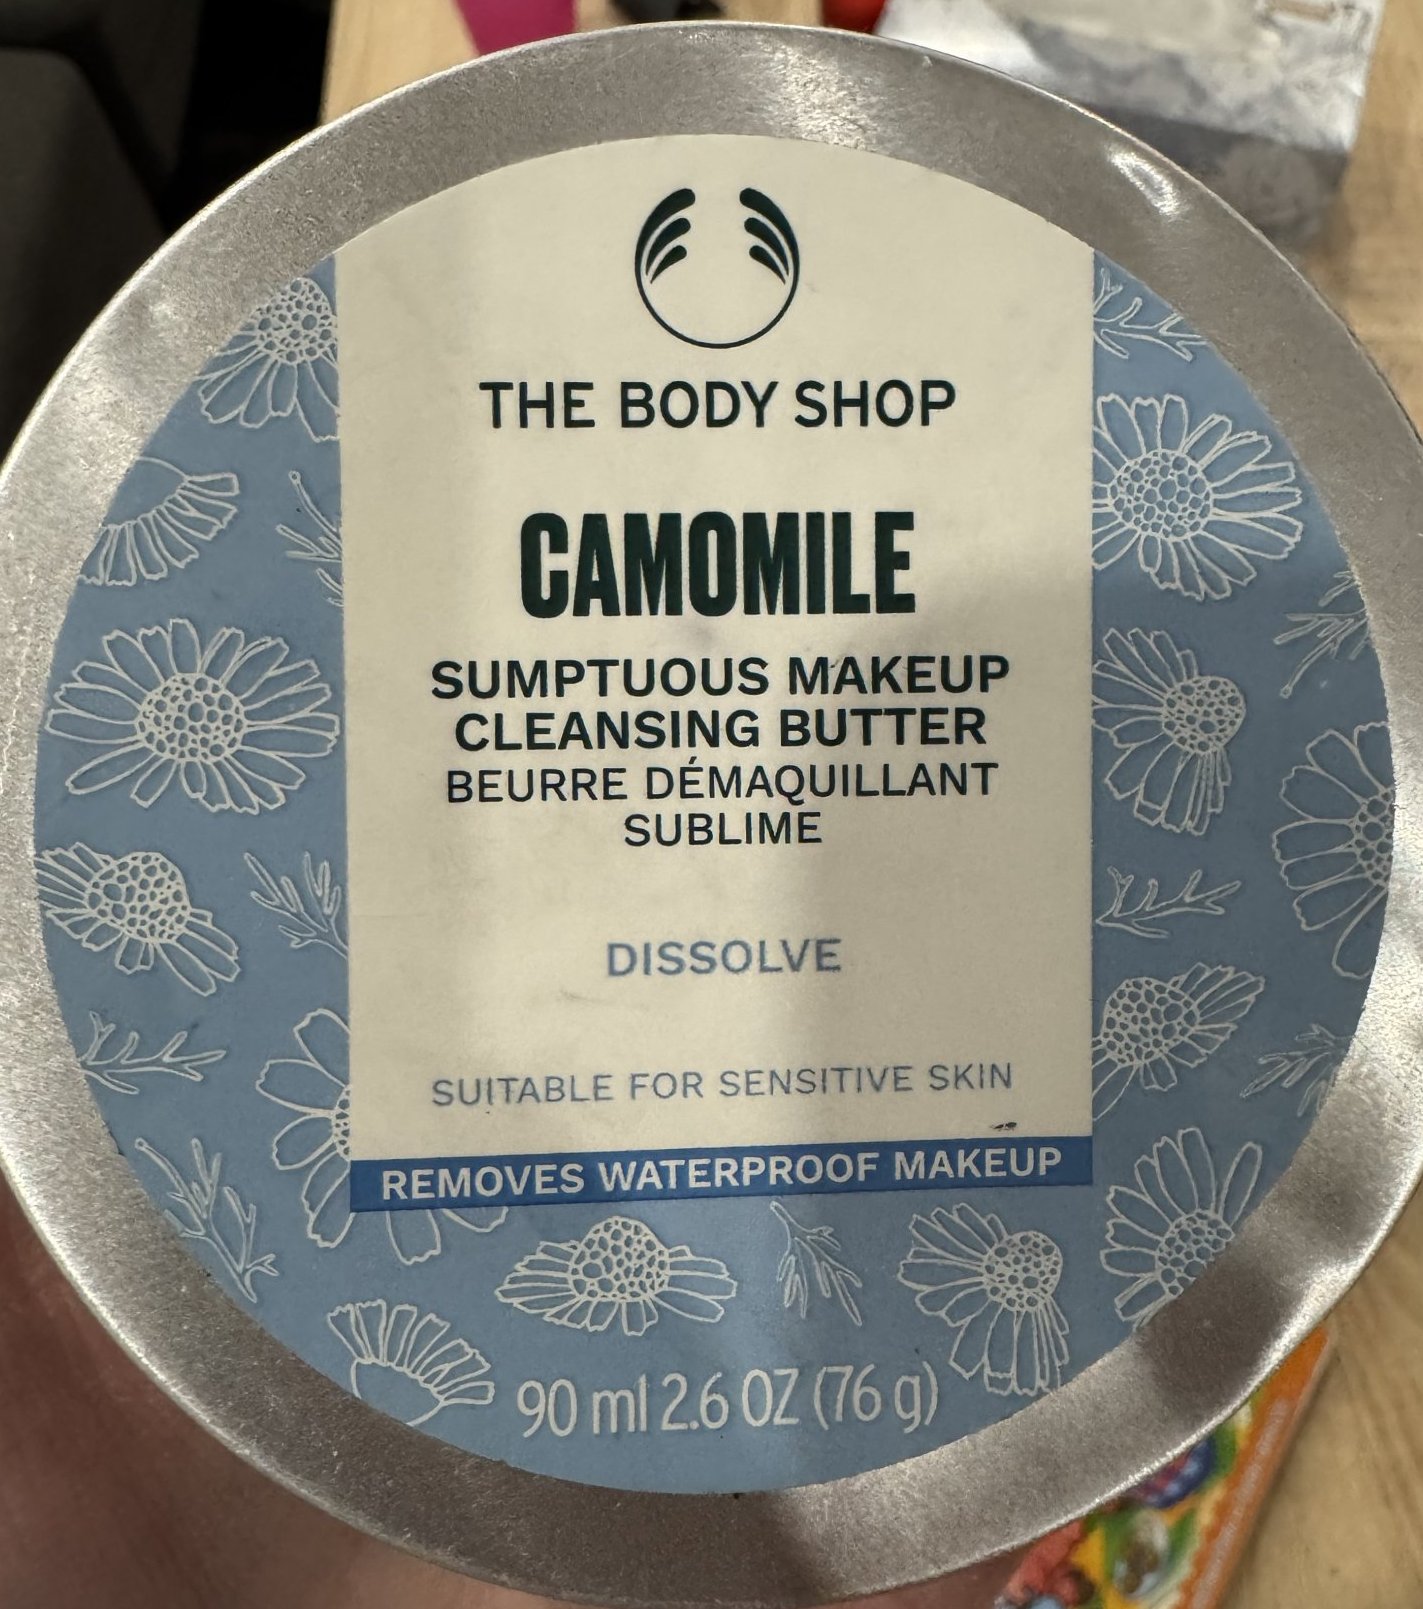 THE BODY SHOP
CAMOMILE
SUMPTUOUS MAKEUP
CLEANSING BUTTER
BEURRE DÉMAQUILLANT
SUBLIME
DISSOLVE
SUITABLE FOR SENSITIVE SKIN
REMOVES WATERPROOF MAKEUP
90 ml 2.6 OZ (76 g)